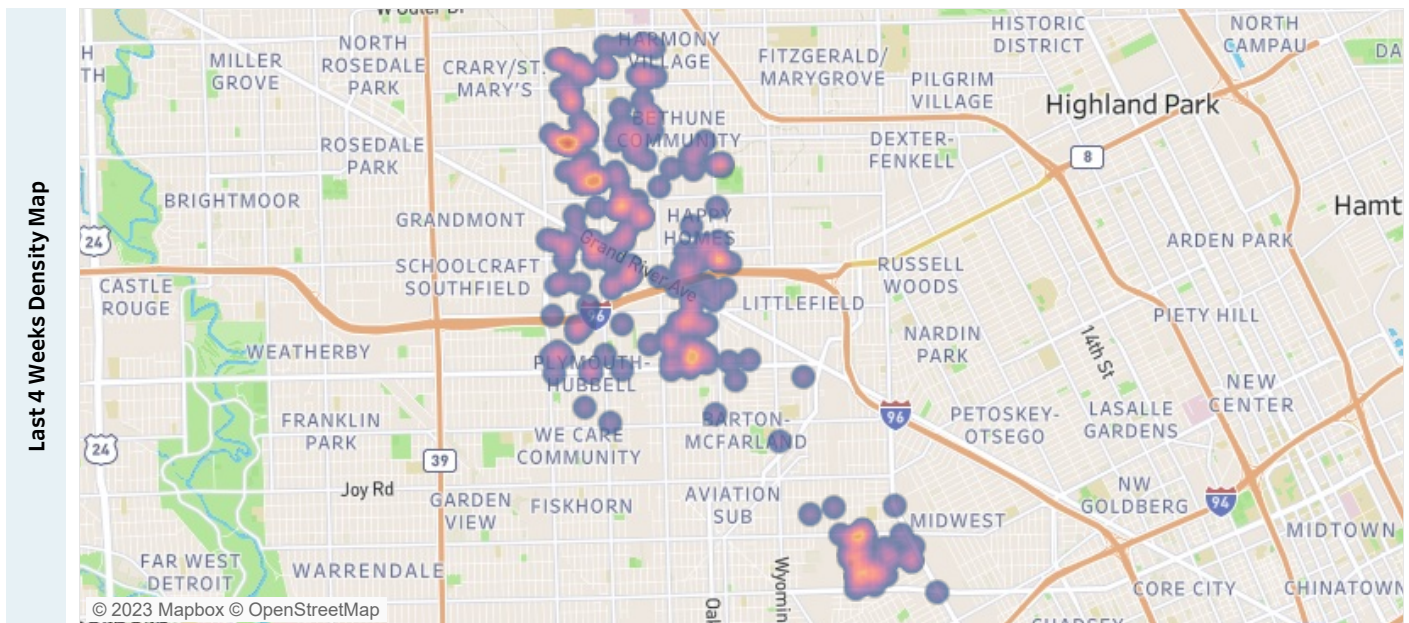 Last 4 Weeks Density Map
HARMONY
VILLAGE
HISTORIC
DISTRICT
NORTH
CAMPAU
MILLER
GROVE
NORTH
ROSEDALE
PARK
CRARY/ST.
MARY'S
FITZGERALD/
MARYGROVE
PILGRIM
VILLAGE
Highland Park
BETHUNE
COMMUNITY
ROSEDALE
PARK
DEXTER-
FENKELL
8
BRIGHTMOOR
GRANDMONT
HAPPY
HOMES
Hamt
24
Grand River Ave
ARDEN PARK
CASTLE
ROUGE
SCHOOLCRAFT
SOUTHFIELD
RUSSELL
WOODS
LITTLEFIELD
96
PIETY HILL
WEATHERBY
NARDIN
PARK
14th St
PLYMOUTH-
HUBBELL
NEW
CENTER
FRANKLIN
PARK
WE CARE
COMMUNITY
BARTON-
MCFARLAND
96
PETOSKEY-
OTSEGO
LASALLE
GARDENS
24
39
Joy Rd
GARDEN
VIEW
FISKHORN
AVIATION
SUB
MIDWEST
NW
GOLDBERG
94
MIDTOWN
FAR WEST
DETROIT
WARRENDALE
Wyomin
CORE CITY
CHINATOWN
© 2023 Mapbox © OpenStreetMap